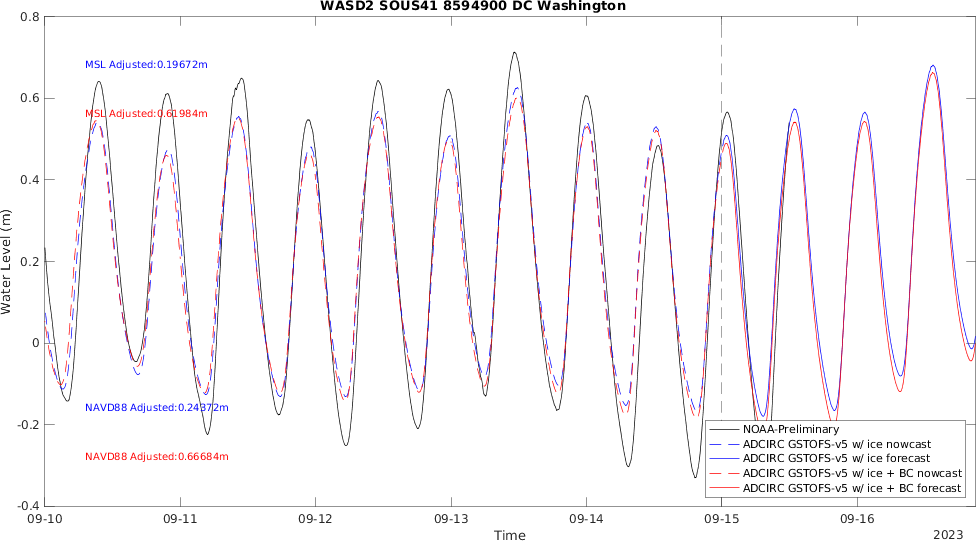 WASD2 SOUS41 8594900 DC Washington
0.8
0.6
0.4
0.2
0
-0.2
-0.4
Water Level (m)
MSL Adjusted:0.19672m
MSL Adjusted:0.61984m
NAVD88 Adjusted:0.24372m
NAVD88 Adjusted:0.66684m
NOAA-Preliminary
ADCIRC GSTOFS-v5 w/ ice nowcast
ADCIRC GSTOFS-v5 w/ ice forecast
ADCIRC GSTOFS-v5 w/ ice + BC nowcast
ADCIRC GSTOFS-v5 w/ ice + BC forecast
09-10 09-11 09-12 09-13 09-14 09-15 09-16
Time
2023